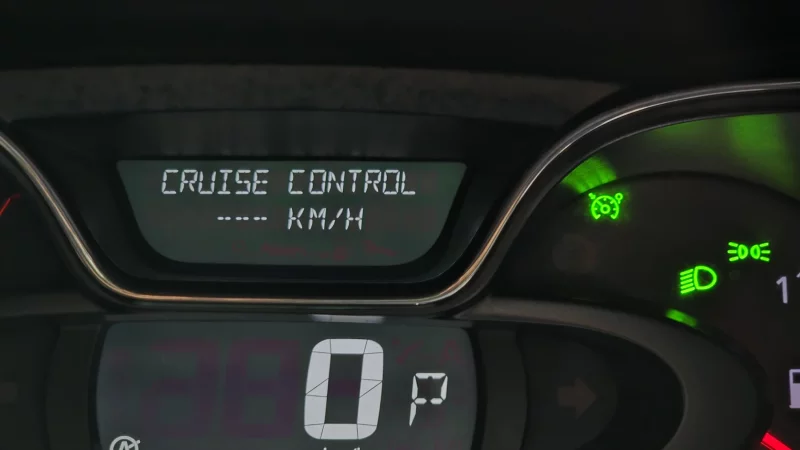 CRUISE CONTROL
--- KM/H
0 P